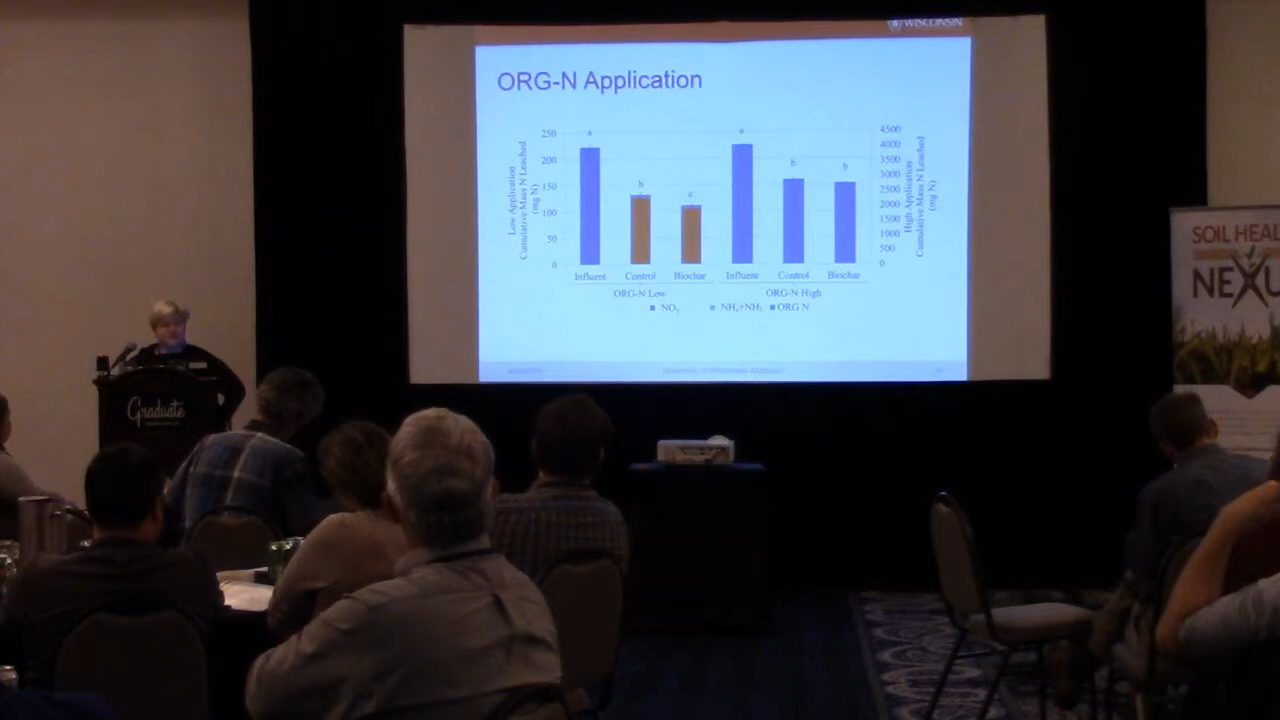 WISCONSIN
ORG-N Application
Low Application
Cumulative Mass N Leached
(mg N)
250
200
150
100
50
0
a
b
c
a
b
b
4500
4000
3500
3000
2500
2000
1500
1000
500
0
High Application
Cumulative Mass N Leached
(mg N)
Influent Control Biochar Influent Control Biochar
ORG-N Low ORG-N High
NO₃ NH₄+NH₃ ORG N
Graduate
SOIL HEAL
NEXU